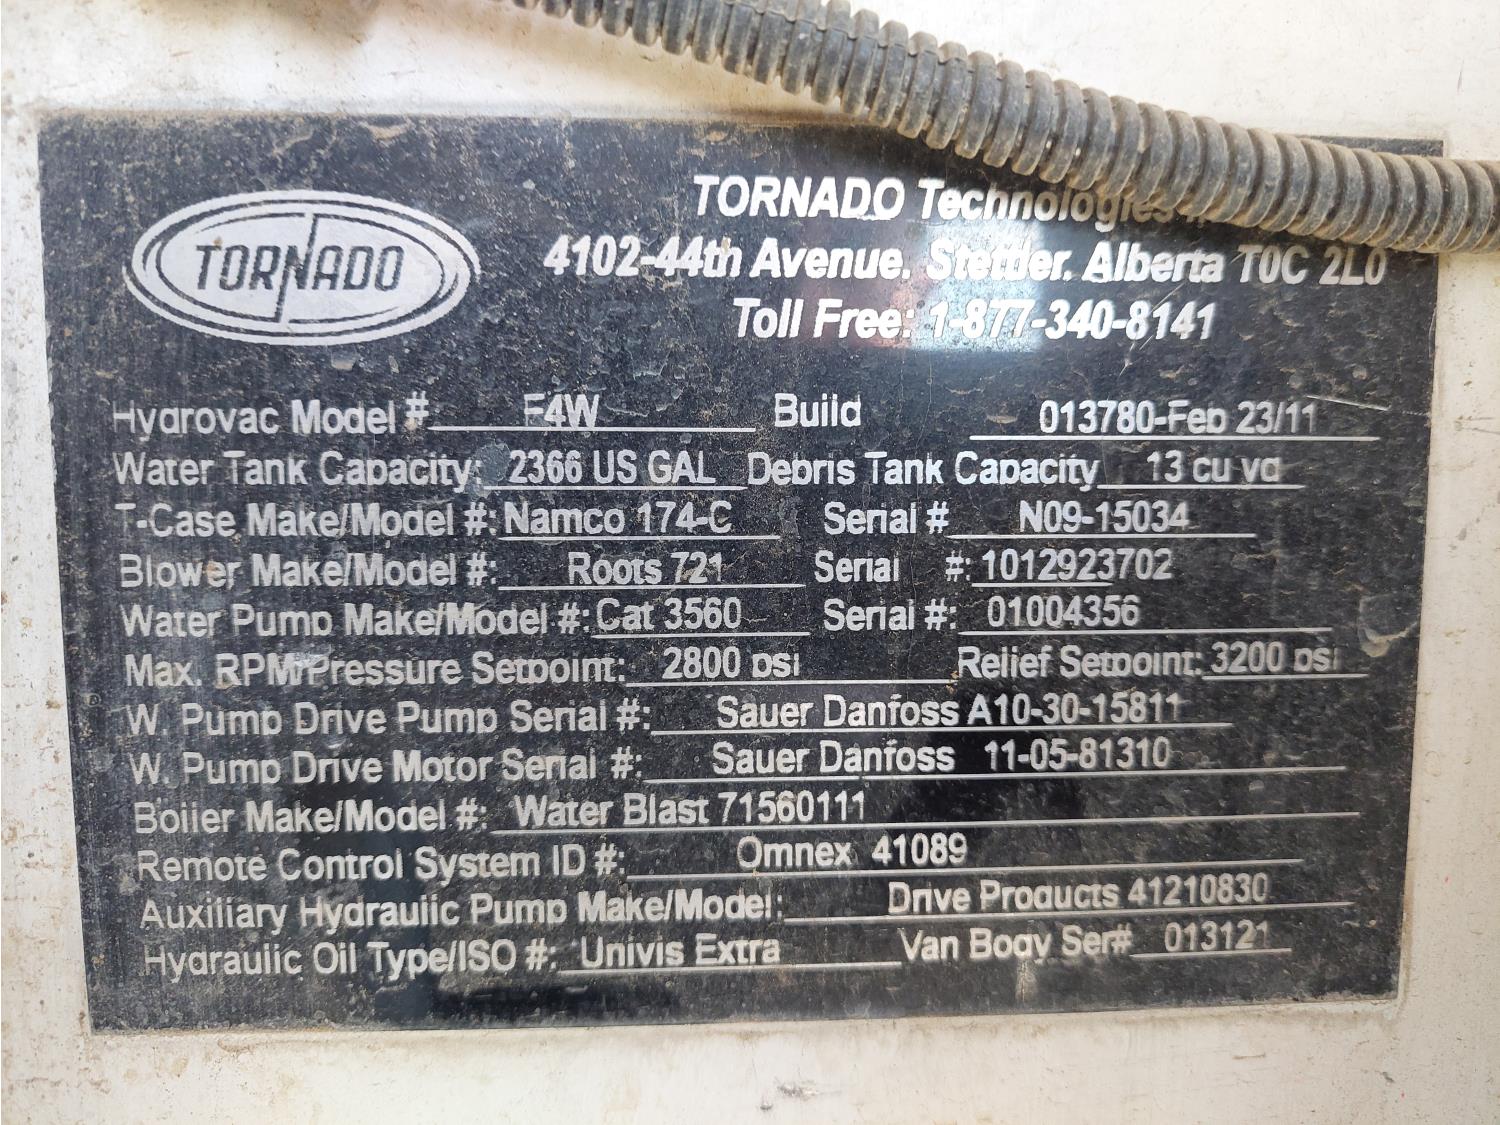 TORNADO
TORNADO Technologies
4102-44th Avenue, Stettler, Alberta T0C 2L0
Toll Free: 1-877-340-8141
Hydrovac Model #: F4W Build 013780-Feb 23/11
Water Tank Capacity: 2366 US GAL Debris Tank Capacity 13 cu yd
T-Case Make/Model #: Namco 174-C Serial # N09-15034
Blower Make/Model #: Roots 721 Serial #: 1012923702
Water Pump Make/Model #: Cat 3560 Serial #: 01004356
Max. RPM/Pressure Setpoint: 2800 psi Relief Setpoint: 3200 psi
W. Pump Drive Pump Serial #: Sauer Danfoss A10-30-15811
W. Pump Drive Motor Serial #: Sauer Danfoss 11-05-81310
Boiler Make/Model #: Water Blast 71560111
Remote Control System ID #: Omnex 41089
Auxiliary Hydraulic Pump Make/Model: Drive Products 41210830
Hydraulic Oil Type/ISO #: Univis Extra Van Body Ser# 013121